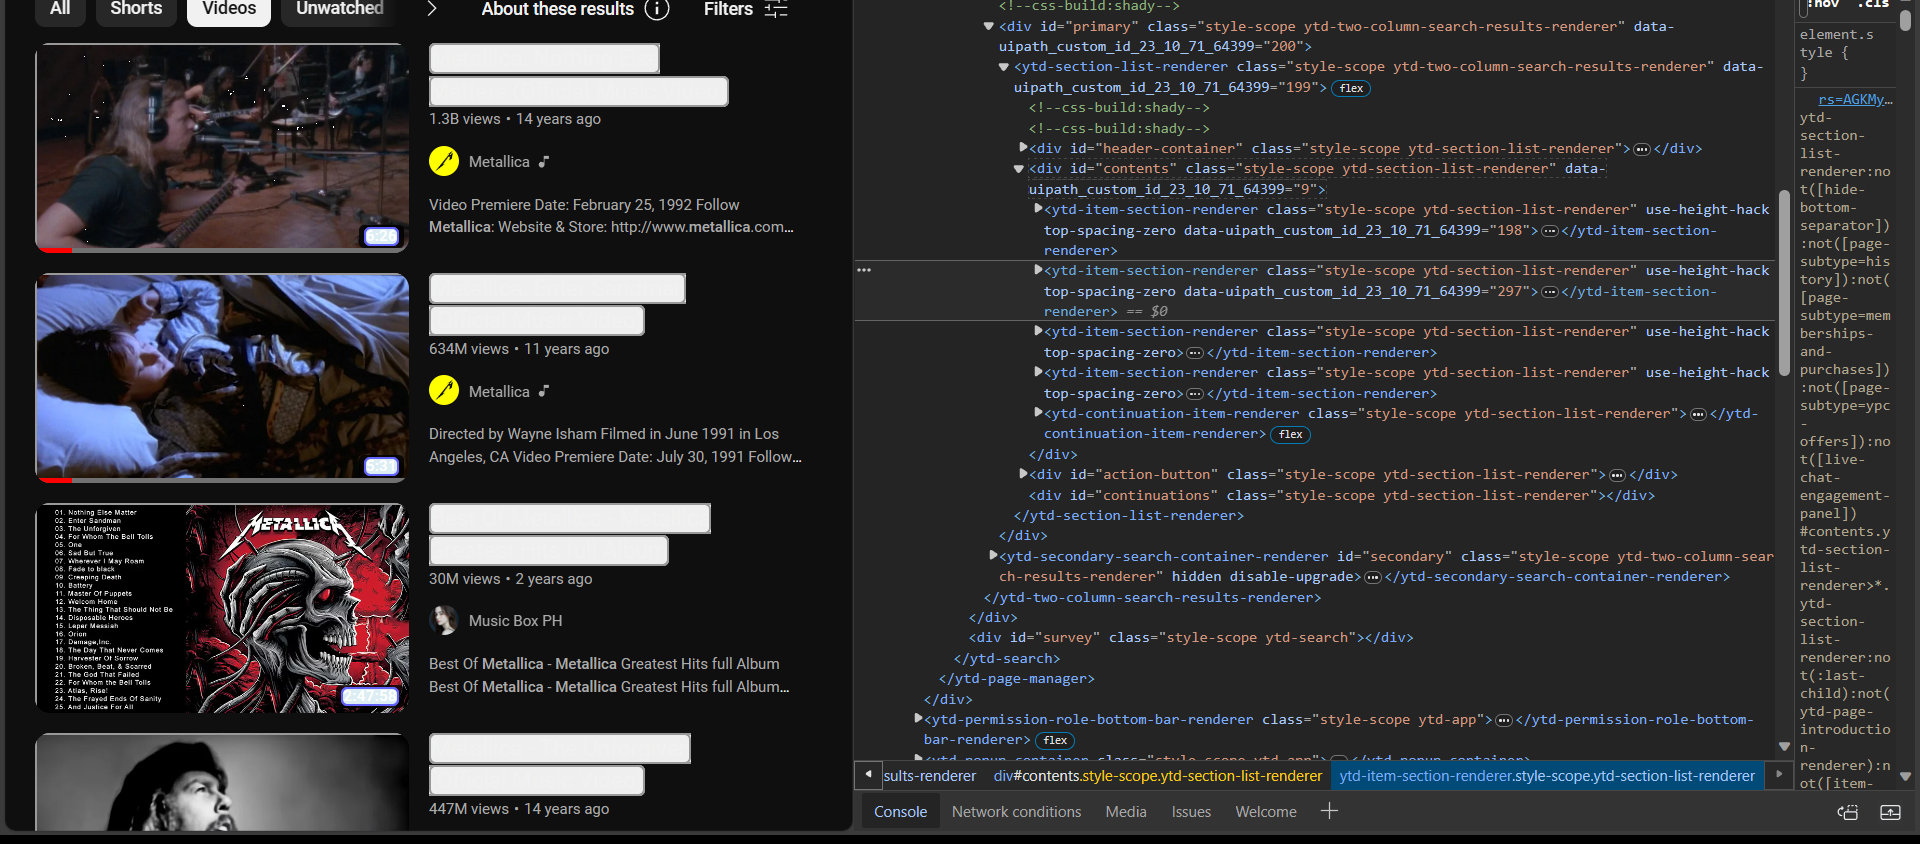 All Shorts Videos Unwatched About these results Filters
1.3B views • 14 years ago
Metallica
Video Premiere Date: February 25, 1992 Follow
Metallica: Website & Store: http://www.metallica.com...
634M views • 11 years ago
Metallica
Directed by Wayne Isham Filmed in June 1991 in Los
Angeles, CA Video Premiere Date: July 30, 1991 Follow...
01. Nothing Else Matter
02. Enter Sandman
03. The Unforgiven
04. For Whom The Bell Tolls
05. One
06. Sad But True
07. Wherever I May Roam
08. Fade to black
09. Creeping Death
10. Battery
11. Master Of Puppets
12. Welcom Home
13. The Thing That Should Not Be
14. Disposable Heroes
15. Leper Messiah
16. Orion
17. Damage,Inc.
18. The Day That Never Comes
19. Harvester Of Sorrow
20. Broken, Beat, & Scarred
21. The God That Failed
22. For Whom the Bell Tolls
23. Atlas, Rise!
24. The Frayed Ends Of Sanity
25. And Justice For All
METALLICA
2:47:58
30M views • 2 years ago
Music Box PH
Best Of Metallica - Metallica Greatest Hits full Album
Best Of Metallica - Metallica Greatest Hits full Album...
447M views • 14 years ago
<!--css-build:shady-->
<div id="primary" class="style-scope ytd-two-column-search-results-renderer" data-
uipath_custom_id_23_10_71_64399="200">
<ytd-section-list-renderer class="style-scope ytd-two-column-search-results-renderer" data-
uipath_custom_id_23_10_71_64399="199"> flex
<!--css-build:shady-->
<!--css-build:shady-->
<div id="header-container" class="style-scope ytd-section-list-renderer">…</div>
<div id="contents" class="style-scope ytd-section-list-renderer" data-
uipath_custom_id_23_10_71_64399="9">
<ytd-item-section-renderer class="style-scope ytd-section-list-renderer" use-height-hack
top-spacing-zero data-uipath_custom_id_23_10_71_64399="198">…</ytd-item-section-
renderer>
… <ytd-item-section-renderer class="style-scope ytd-section-list-renderer" use-height-hack
top-spacing-zero data-uipath_custom_id_23_10_71_64399="297">…</ytd-item-section-
renderer> == $0
<ytd-item-section-renderer class="style-scope ytd-section-list-renderer" use-height-hack
top-spacing-zero>…</ytd-item-section-renderer>
<ytd-item-section-renderer class="style-scope ytd-section-list-renderer" use-height-hack
top-spacing-zero>…</ytd-item-section-renderer>
<ytd-continuation-item-renderer class="style-scope ytd-section-list-renderer">…</ytd-
continuation-item-renderer> flex
</div>
<div id="action-button" class="style-scope ytd-section-list-renderer">…</div>
<div id="continuations" class="style-scope ytd-section-list-renderer"></div>
</ytd-section-list-renderer>
</div>
<ytd-secondary-search-container-renderer id="secondary" class="style-scope ytd-two-column-sear
ch-results-renderer" hidden disable-upgrade>…</ytd-secondary-search-container-renderer>
</ytd-two-column-search-results-renderer>
</div>
<div id="survey" class="style-scope ytd-search"></div>
</ytd-search>
</ytd-page-manager>
</div>
<ytd-permission-role-bottom-bar-renderer class="style-scope ytd-app">…</ytd-permission-role-bottom-
bar-renderer> flex
<ytd-popup-container class="style-scope ytd-app">…</ytd-popup-container>
sults-renderer div#contents.style-scope.ytd-section-list-renderer ytd-item-section-renderer.style-scope.ytd-section-list-renderer
Console Network conditions Media Issues Welcome
:hov .cls
element.s
tyle {
}
rs=AGKMy…
ytd-
section-
list-
renderer:no
t([hide-
bottom-
separator])
:not([page-
subtype=his
tory]):not(
[page-
subtype=mem
berships-
and-
purchases])
:not([page-
subtype=ypc
-
offers]):no
t([live-
chat-
engagement-
panel])
#contents.y
td-section-
list-
renderer>*.
ytd-
section-
list-
renderer:no
t(:last-
child):not(
ytd-page-
introductio
n-
renderer):n
ot([item-